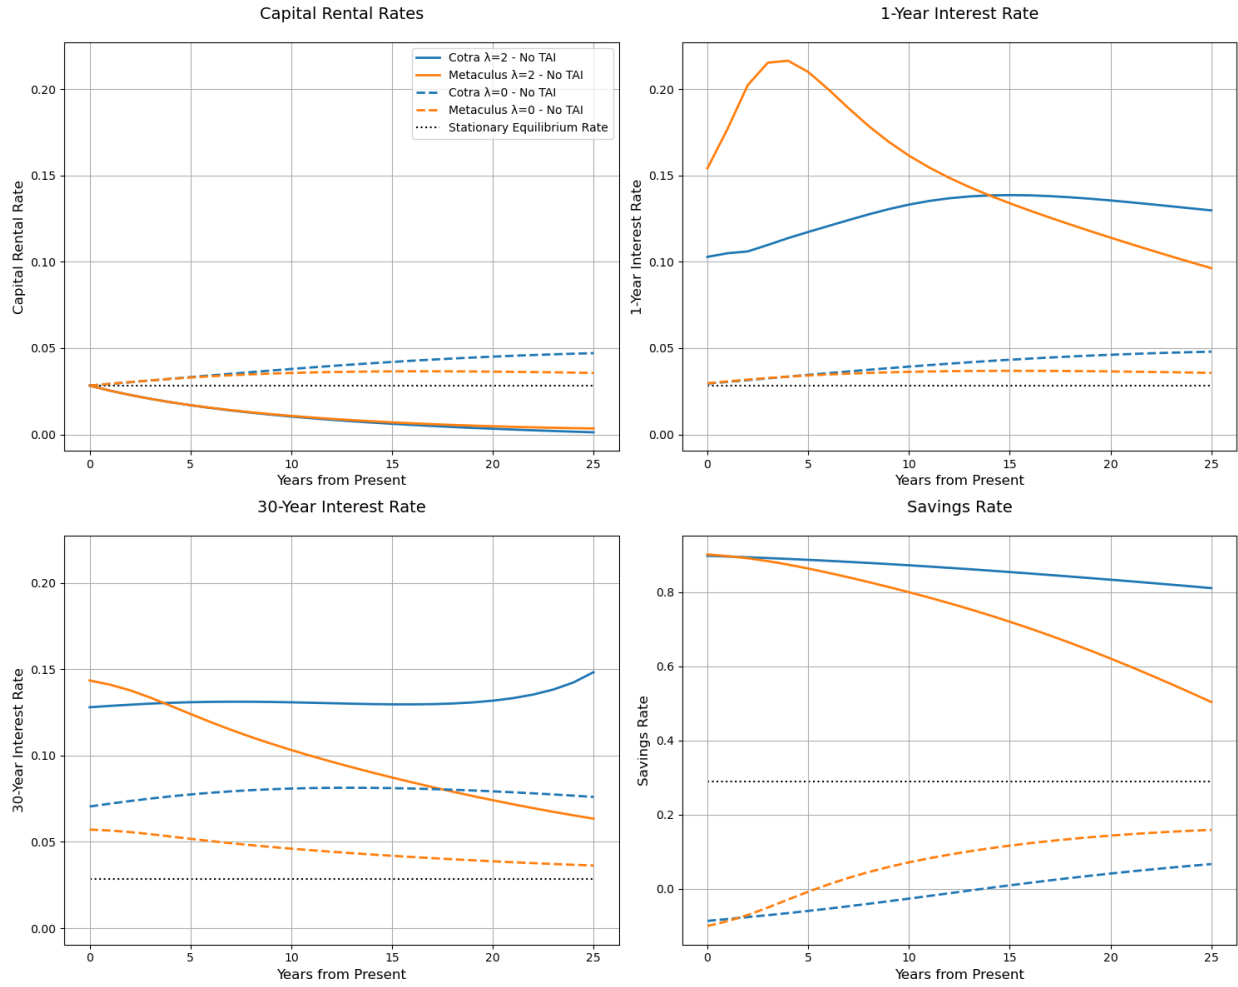 Capital Rental Rates
Capital Rental Rate
0.20
0.15
0.10
0.05
0.00
Cotra λ=2 - No TAI
Metaculus λ=2 - No TAI
Cotra λ=0 - No TAI
Metaculus λ=0 - No TAI
Stationary Equilibrium Rate
0 5 10 15 20 25
Years from Present
1-Year Interest Rate
1-Year Interest Rate
0.20
0.15
0.10
0.05
0.00
0 5 10 15 20 25
Years from Present
30-Year Interest Rate
30-Year Interest Rate
0.20
0.15
0.10
0.05
0.00
0 5 10 15 20 25
Years from Present
Savings Rate
Savings Rate
0.8
0.6
0.4
0.2
0.0
0 5 10 15 20 25
Years from Present